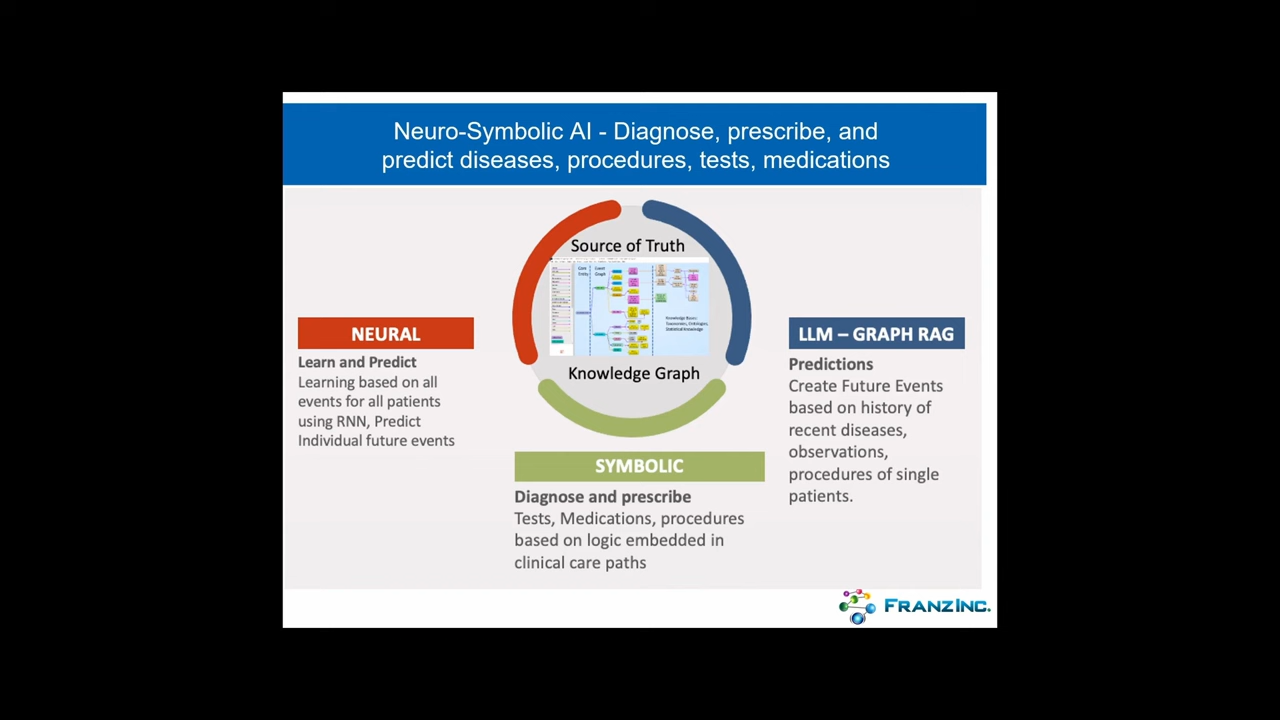 Neuro-Symbolic AI - Diagnose, prescribe, and
predict diseases, procedures, tests, medications
Source of Truth
Knowledge Graph
NEURAL
Learn and Predict
Learning based on all
events for all patients
using RNN, Predict
Individual future events
SYMBOLIC
Diagnose and prescribe
Tests, Medications, procedures
based on logic embedded in
clinical care paths
LLM – GRAPH RAG
Predictions
Create Future Events
based on history of
recent diseases,
observations,
procedures of single
patients.
FRANZ INC.